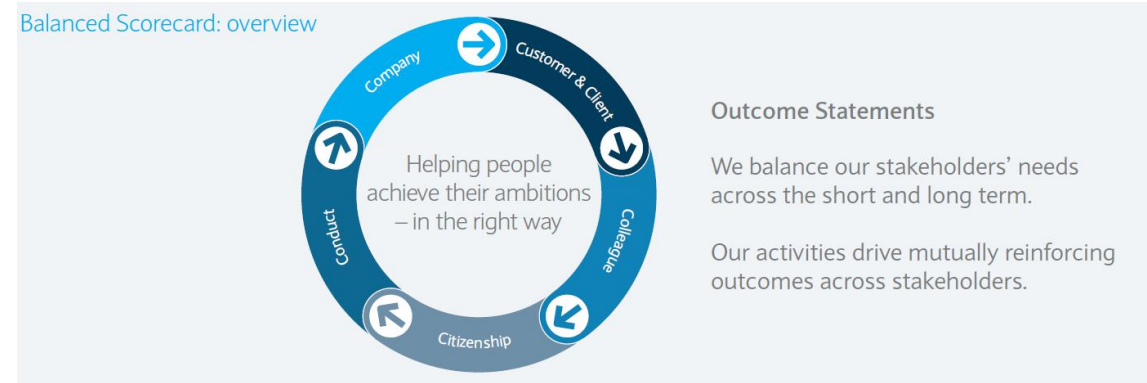 Balanced Scorecard: overview
Company
Customer & Client
Colleague
Citizenship
Conduct
Helping people
achieve their ambitions
– in the right way
Outcome Statements
We balance our stakeholders’ needs
across the short and long term.
Our activities drive mutually reinforcing
outcomes across stakeholders.